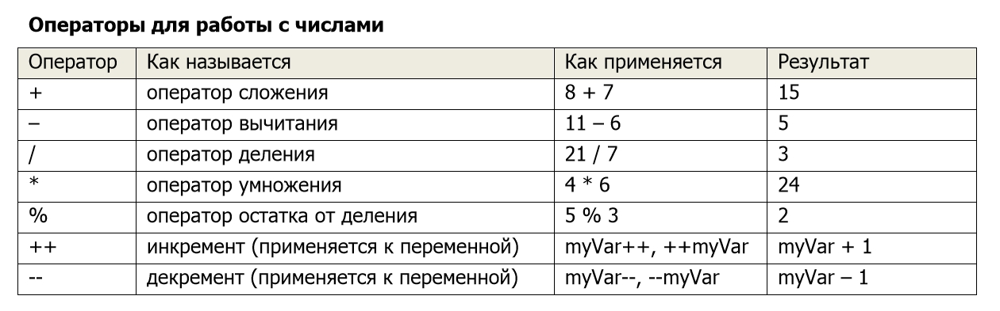 Операторы для работы с числами
Оператор Как называется Как применяется Результат
+ оператор сложения 8 + 7 15
– оператор вычитания 11 – 6 5
/ оператор деления 21 / 7 3
* оператор умножения 4 * 6 24
% оператор остатка от деления 5 % 3 2
++ инкремент (применяется к переменной) myVar++, ++myVar myVar + 1
-- декремент (применяется к переменной) myVar--, --myVar myVar – 1